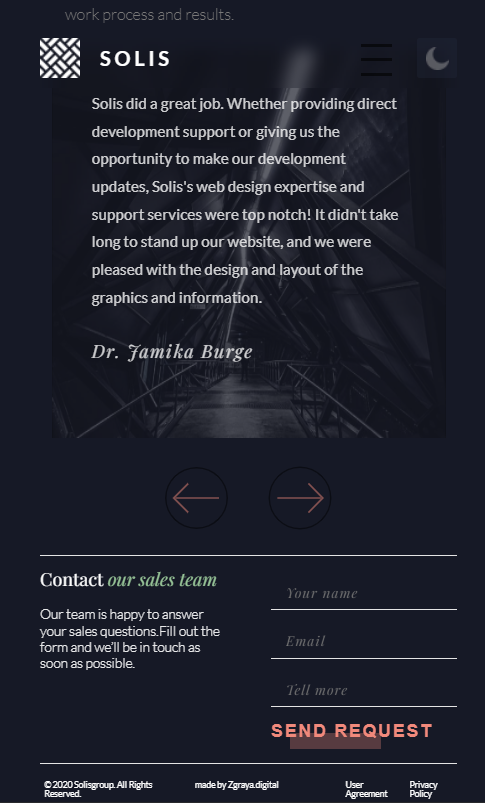 work process and results.
SOLIS
Solis did a great job. Whether providing direct
development support or giving us the
opportunity to make our development
updates, Solis's web design expertise and
support services were top notch! It didn't take
long to stand up our website, and we were
pleased with the design and layout of the
graphics and information.
Dr. Jamika Burge
Contact our sales team
Our team is happy to answer
your sales questions.Fill out the
form and we'll be in touch as
soon as possible.
Your name
Email
Tell more
SEND REQUEST
© 2020 Solisgroup. All Rights
Reserved.
made by Zgraya.digital
User
Agreement
Privacy
Policy